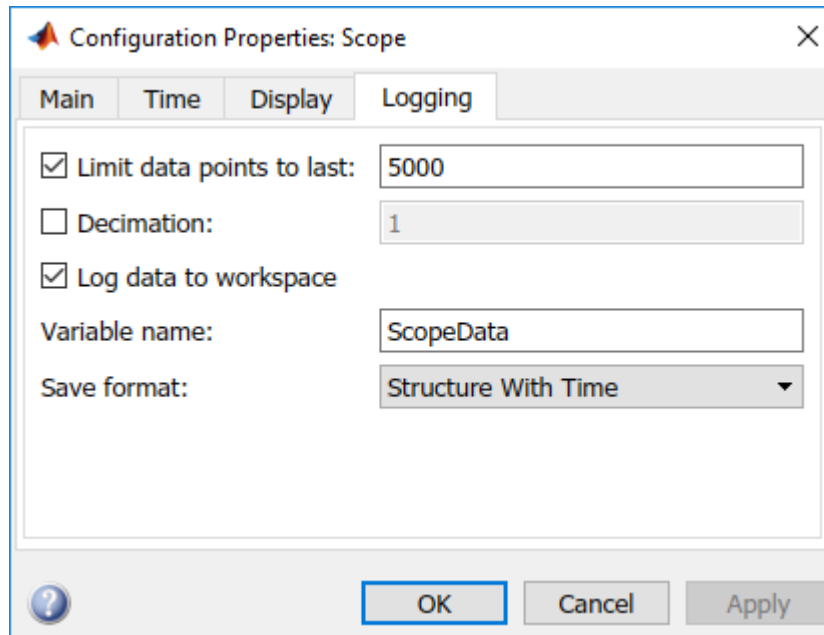 Configuration Properties: Scope
Main Time Display Logging
Limit data points to last: 5000
Decimation: 1
Log data to workspace
Variable name: ScopeData
Save format: Structure With Time
? OK Cancel Apply